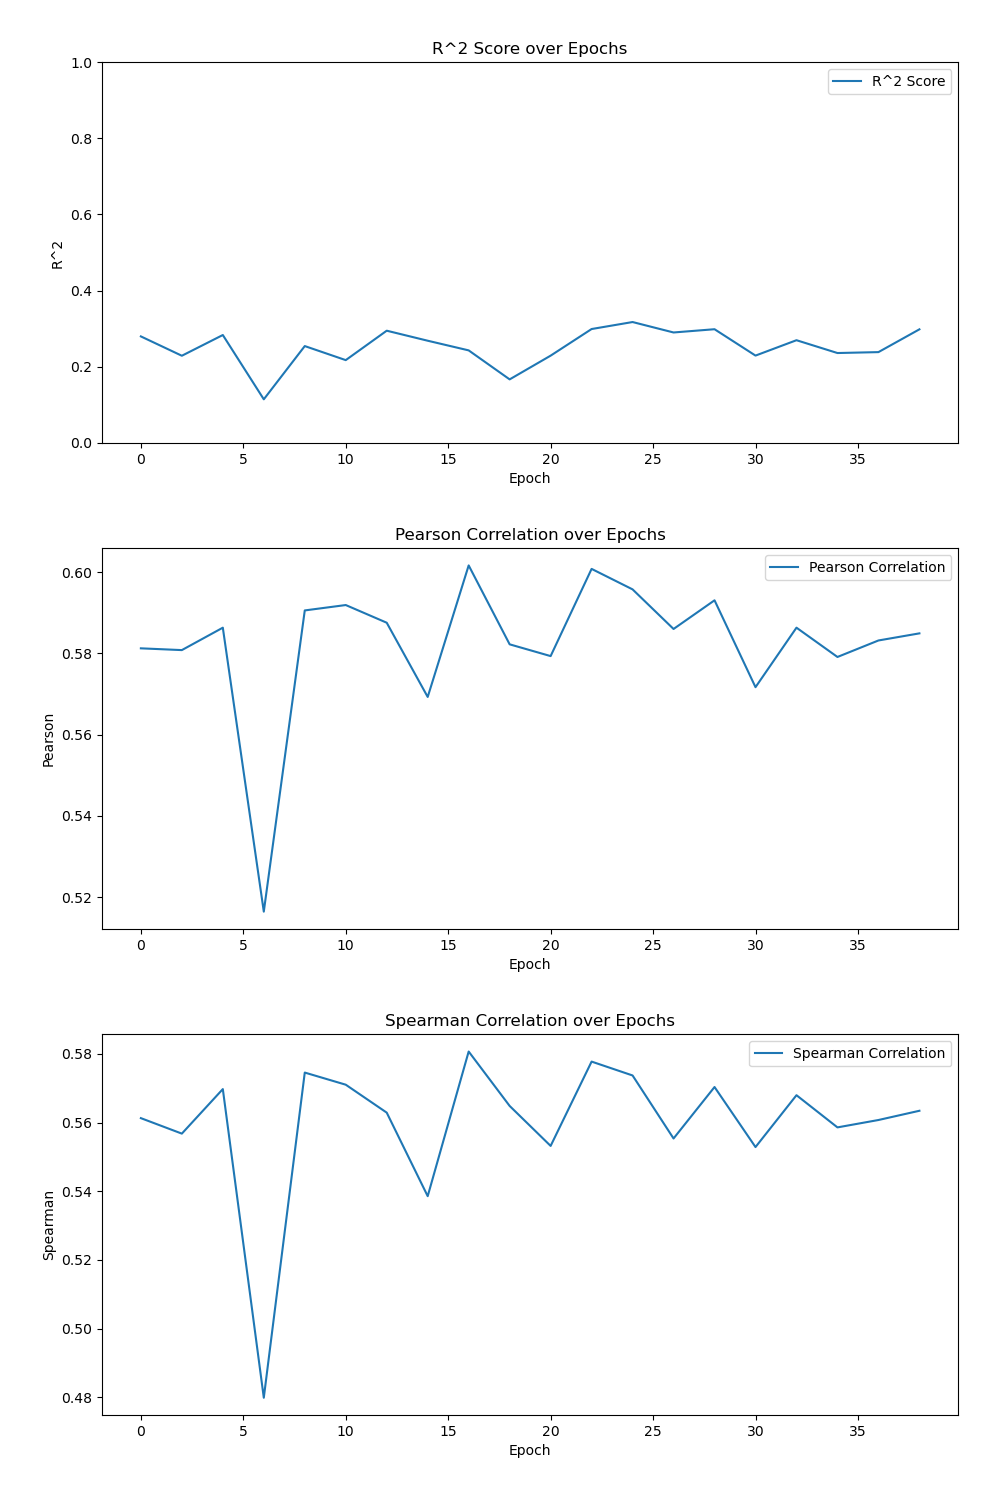 R^2 Score over Epochs
R^2 Score
1.0
0.8
0.6
0.4
0.2
0.0
R^2
0 5 10 15 20 25 30 35
Epoch
Pearson Correlation over Epochs
Pearson Correlation
0.60
0.58
0.56
0.54
0.52
Pearson
0 5 10 15 20 25 30 35
Epoch
Spearman Correlation over Epochs
Spearman Correlation
0.58
0.56
0.54
0.52
0.50
0.48
Spearman
0 5 10 15 20 25 30 35
Epoch